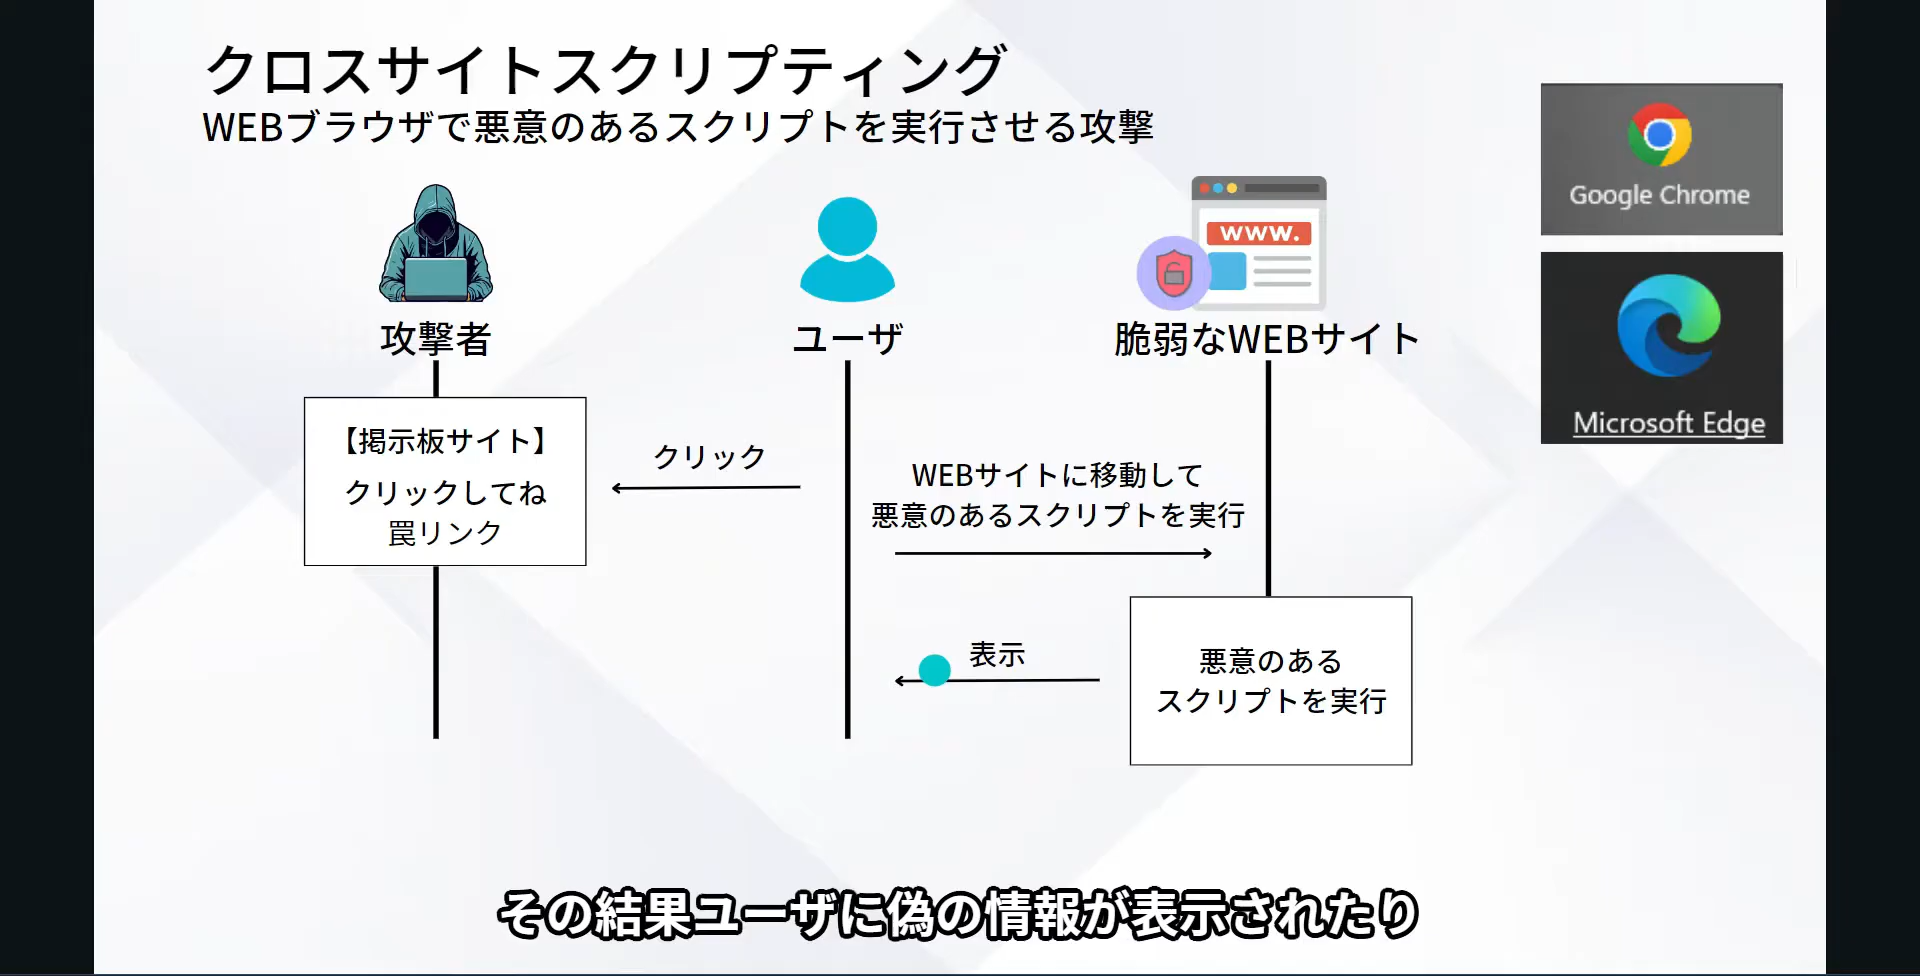 クロスサイトスクリプティング
WEBブラウザで悪意のあるスクリプトを実行させる攻撃
Google Chrome
www.
Microsoft Edge
攻撃者
ユーザ
脆弱なWEBサイト
【掲示板サイト】
クリックしてね
罠リンク
クリック
WEBサイトに移動して
悪意のあるスクリプトを実行
表示
悪意のある
スクリプトを実行
その結果ユーザに偽の情報が表示されたり